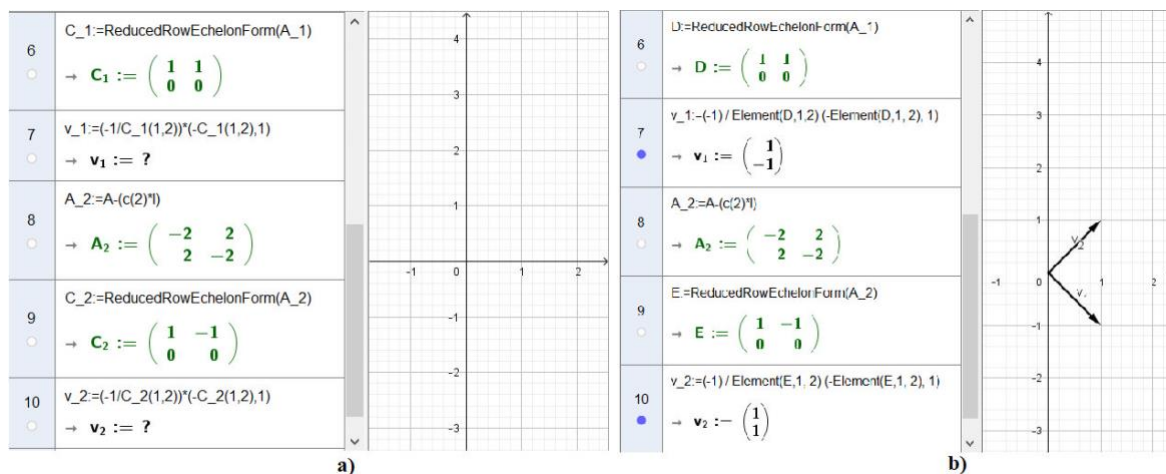 6
C_1:=ReducedRowEchelonForm(A_1)
→ C₁ := ( 1 1
0 0 )
7
v_1:=(-1/C_1(1,2))*(-C_1(1,2),1)
→ v₁ := ?
8
A_2:=A-(c(2)*I)
→ A₂ := ( -2 2
2 -2 )
9
C_2:=ReducedRowEchelonForm(A_2)
→ C₂ := ( 1 -1
0 0 )
10
v_2:=(-1/C_2(1,2))*(-C_2(1,2),1)
→ v₂ := ?
4
3
2
1
-1 0 1 2
-1
-2
-3
a)
6
D:=ReducedRowEchelonForm(A_1)
→ D := ( 1 1
0 0 )
7
v_1:=(-1) / Element(D,1,2) (-Element(D,1, 2), 1)
→ v₁ := ( 1
-1 )
8
A_2:=A-(c(2)*I)
→ A₂ := ( -2 2
2 -2 )
9
E:=ReducedRowEchelonForm(A_2)
→ E := ( 1 -1
0 0 )
10
v_2:=(-1) / Element(E,1, 2) (-Element(E,1, 2), 1)
→ v₂ := ( 1
1 )
4
3
2
1
v₂
-1 0 1 2
v₁
-1
-2
-3
b)